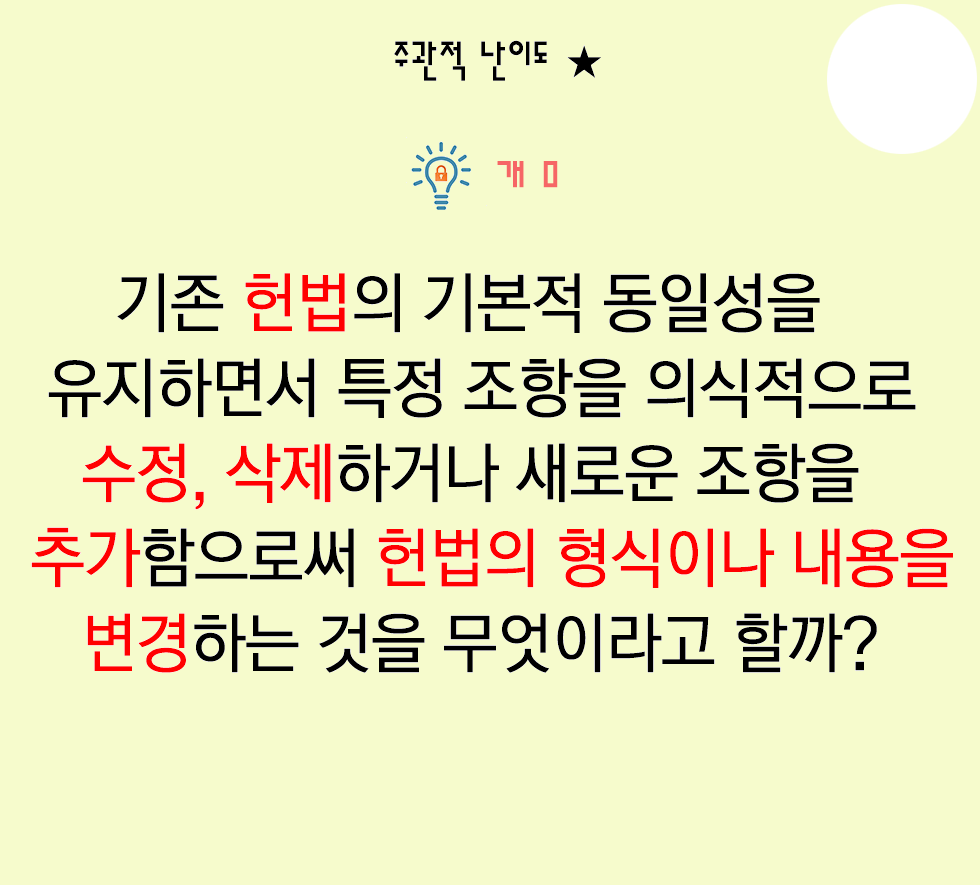 주관적 난이도 ★
개 ㅁ
기존 헌법의 기본적 동일성을
유지하면서 특정 조항을 의식적으로
수정, 삭제하거나 새로운 조항을
추가함으로써 헌법의 형식이나 내용을
변경하는 것을 무엇이라고 할까?